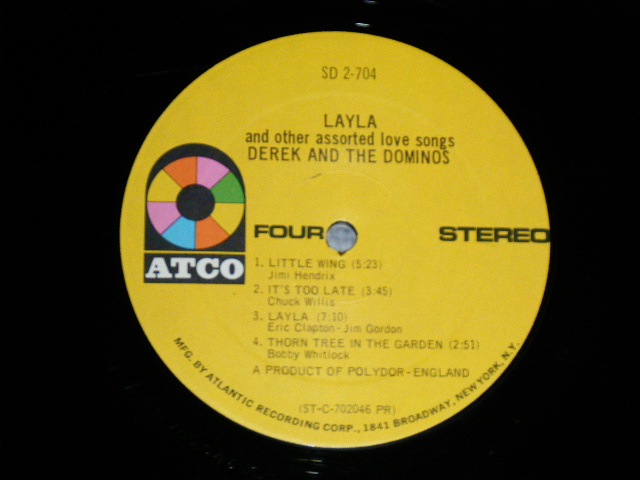 SD 2-704
LAYLA
and other assorted love songs
DEREK AND THE DOMINOS
ATCO
FOUR
STEREO
1. LITTLE WING (5:23)
Jimi Hendrix
2. IT'S TOO LATE (3:45)
Chuck Willis
3. LAYLA (7:10)
Eric Clapton-Jim Gordon
4. THORN TREE IN THE GARDEN (2:51)
Bobby Whitlock
A PRODUCT OF POLYDOR-ENGLAND
(ST-C-702046 PR)
MFG. BY ATLANTIC RECORDING CORP., 1841 BROADWAY, NEW YORK, N.Y.